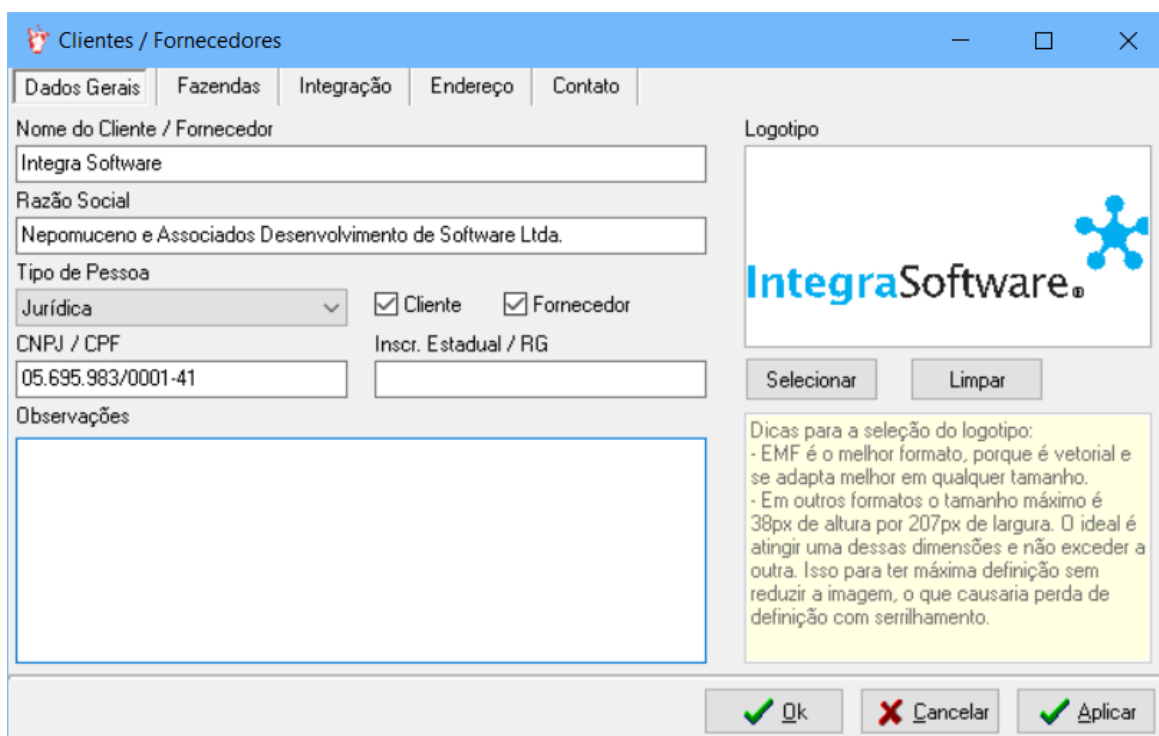 Clientes / Fornecedores
Dados Gerais Fazendas Integração Endereço Contato
Nome do Cliente / Fornecedor
Integra Software
Razão Social
Nepomuceno e Associados Desenvolvimento de Software Ltda.
Tipo de Pessoa
Jurídica Cliente Fornecedor
CNPJ / CPF Inscr. Estadual / RG
05.695.983/0001-41
Observações
Logotipo
IntegraSoftware®
Selecionar Limpar
Dicas para a seleção do logotipo:
- EMF é o melhor formato, porque é vetorial e
se adapta melhor em qualquer tamanho.
- Em outros formatos o tamanho máximo é
38px de altura por 207px de largura. O ideal é
atingir uma dessas dimensões e não exceder a
outra. Isso para ter máxima definição sem
reduzir a imagem, o que causaria perda de
definição com serrilhamento.
Ok Cancelar Aplicar